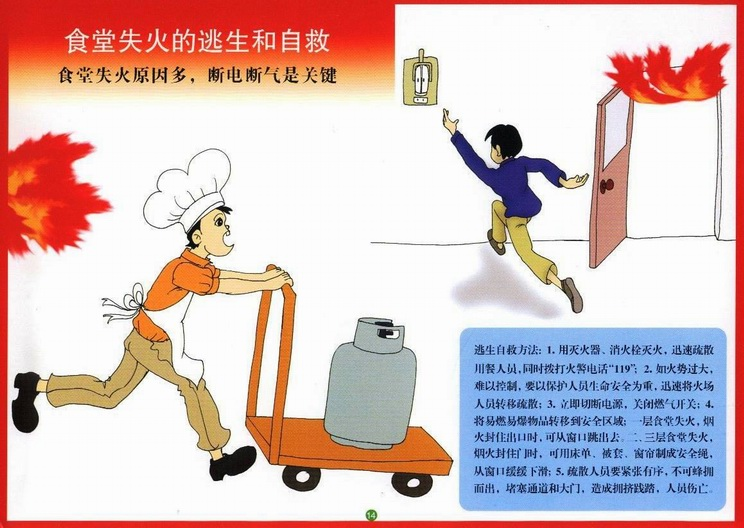 食堂失火的逃生和自救
食堂失火原因多，断电断气是关键
逃生自救方法：1. 用灭火器、消火栓灭火，迅速疏散
用餐人员，同时拨打火警电话“119”；2. 如火势过大，
难以控制，要以保护人员生命安全为重，迅速将火场
人员转移疏散；3. 立即切断电源，关闭燃气开关；4.
将易燃易爆物品转移到安全区域；一层食堂失火，烟
火封住出口时，可从窗口跳出去。二、三层食堂失火，
烟火封住门时，可用床单、被套、窗帘制成安全绳，
从窗口缓缓下滑；5. 疏散人员要紧张有序，不可蜂拥
而出，堵塞通道和大门，造成拥挤践踏，人员伤亡。
14